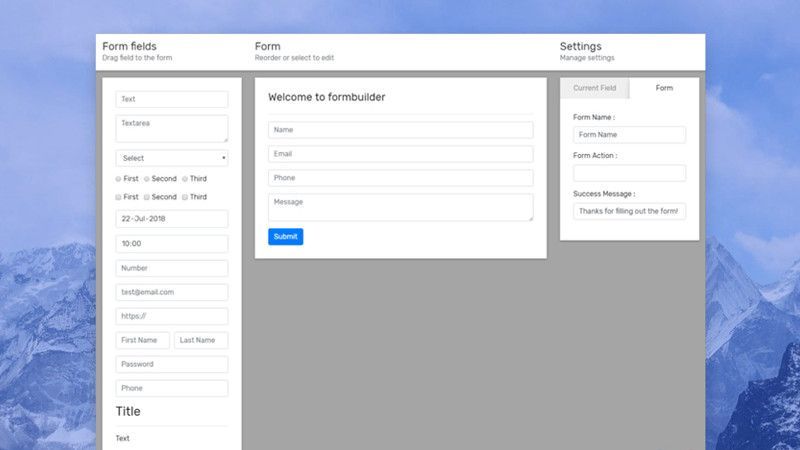 Form fields
Drag field to the form
Form
Reorder or select to edit
Settings
Manage settings
Text
Textarea
Select
First Second Third
First Second Third
22-Jul-2018
10:00
Number
test@email.com
https://
First Name Last Name
Password
Phone
Title
Text
Welcome to formbuilder
Name
Email
Phone
Message
Submit
Current Field Form
Form Name :
Form Name
Form Action :
Success Message :
Thanks for filling out the form!